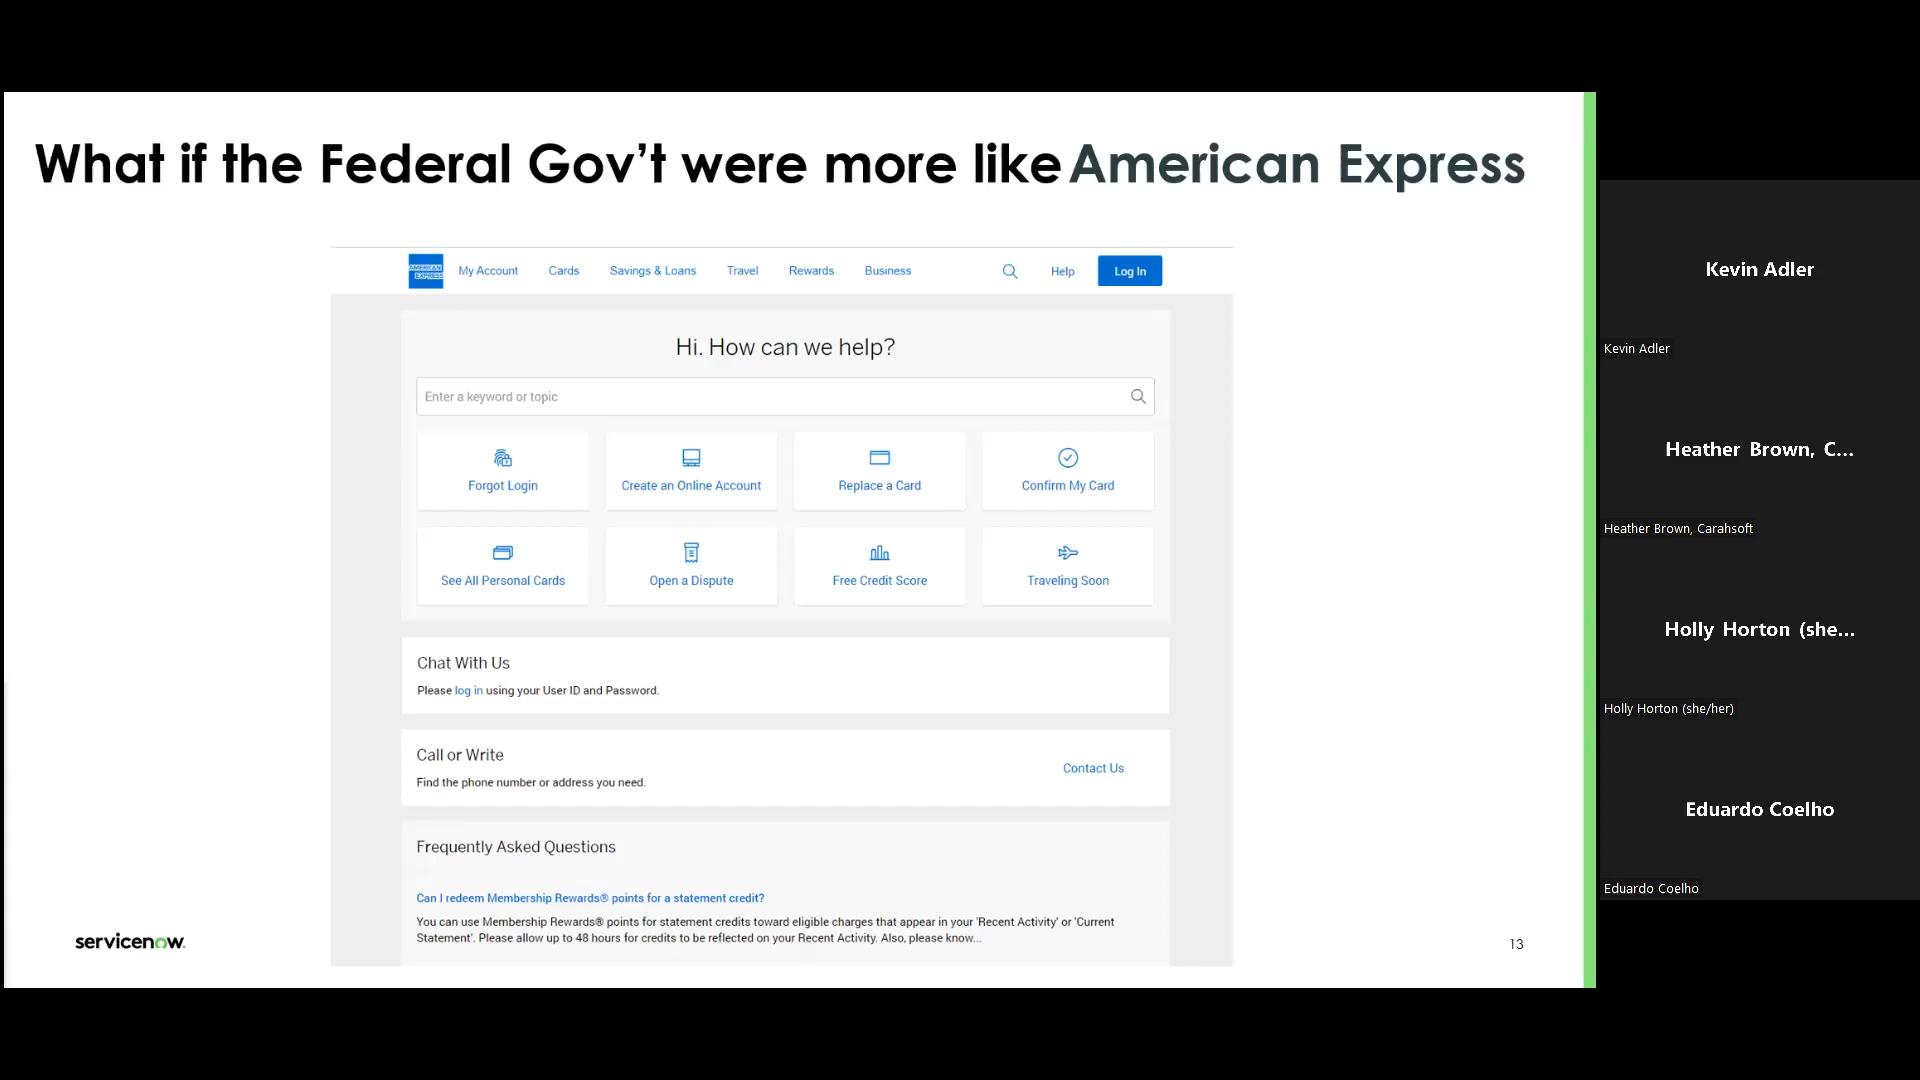 What if the Federal Gov’t were more like American Express
AMERICAN
EXPRESS
My Account
Cards
Savings & Loans
Travel
Rewards
Business
Help
Log In
Hi. How can we help?
Enter a keyword or topic
Forgot Login
Create an Online Account
Replace a Card
Confirm My Card
See All Personal Cards
Open a Dispute
Free Credit Score
Traveling Soon
Chat With Us
Please log in using your User ID and Password.
Call or Write
Find the phone number or address you need.
Contact Us
Frequently Asked Questions
Can I redeem Membership Rewards® points for a statement credit?
You can use Membership Rewards® points for statement credits toward eligible charges that appear in your 'Recent Activity' or 'Current
Statement'. Please allow up to 48 hours for credits to be reflected on your Recent Activity. Also, please know...
servicenow.
13
Kevin Adler
Kevin Adler
Heather Brown, C...
Heather Brown, Carahsoft
Holly Horton (she...
Holly Horton (she/her)
Eduardo Coelho
Eduardo Coelho